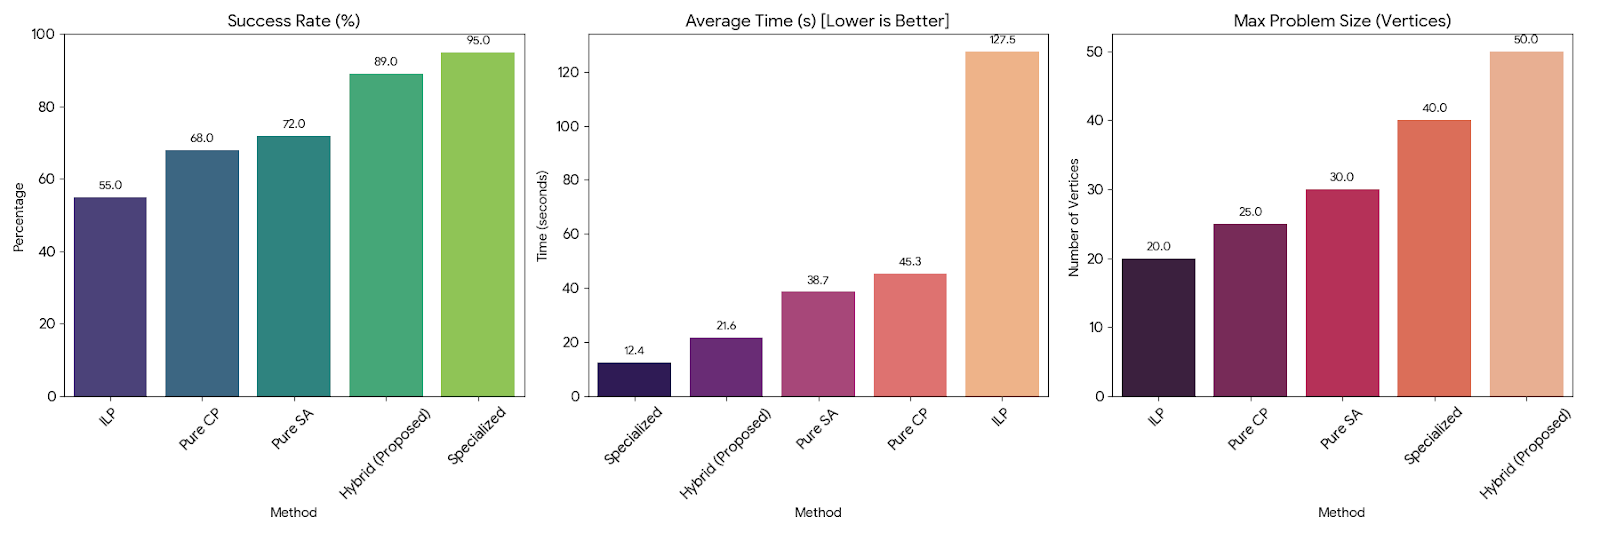 Success Rate (%)
100
80
60
40
20
0
Percentage
55.0
68.0
72.0
89.0
95.0
ILP
Pure CP
Pure SA
Hybrid (Proposed)
Specialized
Method
Average Time (s) [Lower is Better]
120
100
80
60
40
20
0
Time (seconds)
12.4
21.6
38.7
45.3
127.5
Specialized
Hybrid (Proposed)
Pure SA
Pure CP
ILP
Method
Max Problem Size (Vertices)
50
40
30
20
10
0
Number of Vertices
20.0
25.0
30.0
40.0
50.0
ILP
Pure CP
Pure SA
Specialized
Hybrid (Proposed)
Method